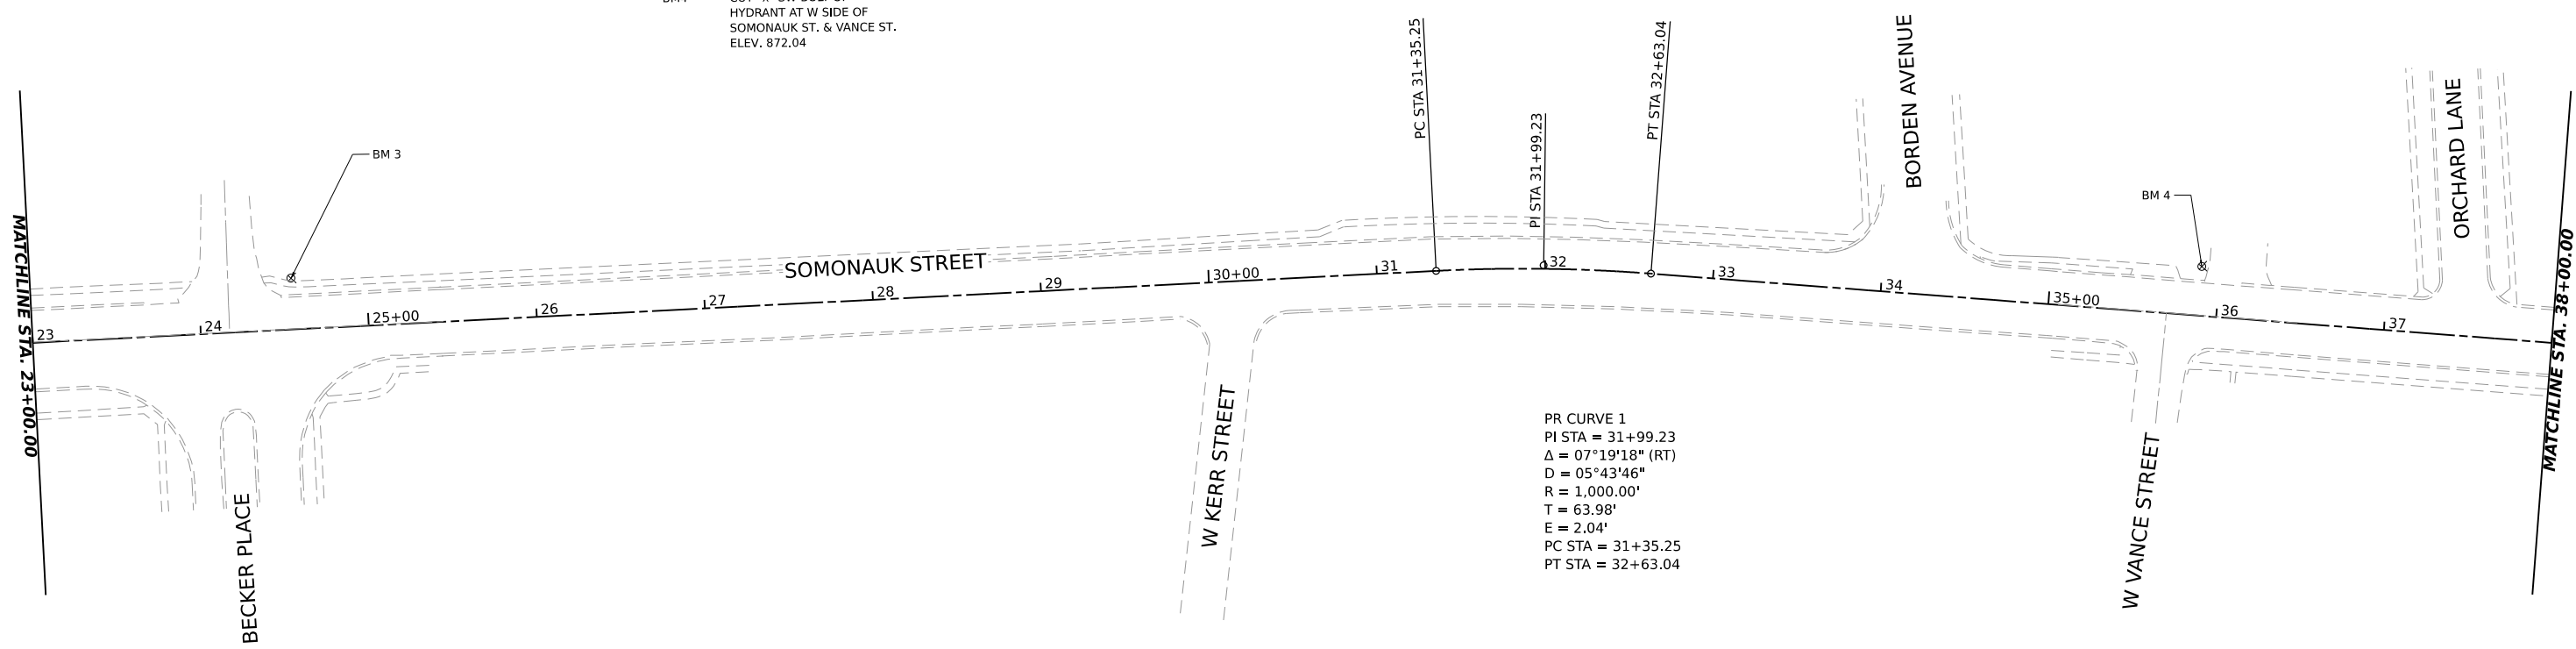 HYDRANT AT W SIDE OF
SOMONAUK ST. & VANCE ST.
ELEV. 872.04
PC STA 31+35.25
PI STA 31+99.23
PT STA 32+63.04
BORDEN AVENUE
ORCHARD LANE
BM 3
BM 4
MATCHLINE STA. 23+00.00
SOMONAUK STREET
MATCHLINE STA. 38+00.00
23
24
25+00
26
27
28
29
30+00
31
32
33
34
35+00
36
37
BECKER PLACE
W KERR STREET
W VANCE STREET
PR CURVE 1
PI STA = 31+99.23
Δ = 07°19'18" (RT)
D = 05°43'46"
R = 1,000.00'
T = 63.98'
E = 2.04'
PC STA = 31+35.25
PT STA = 32+63.04